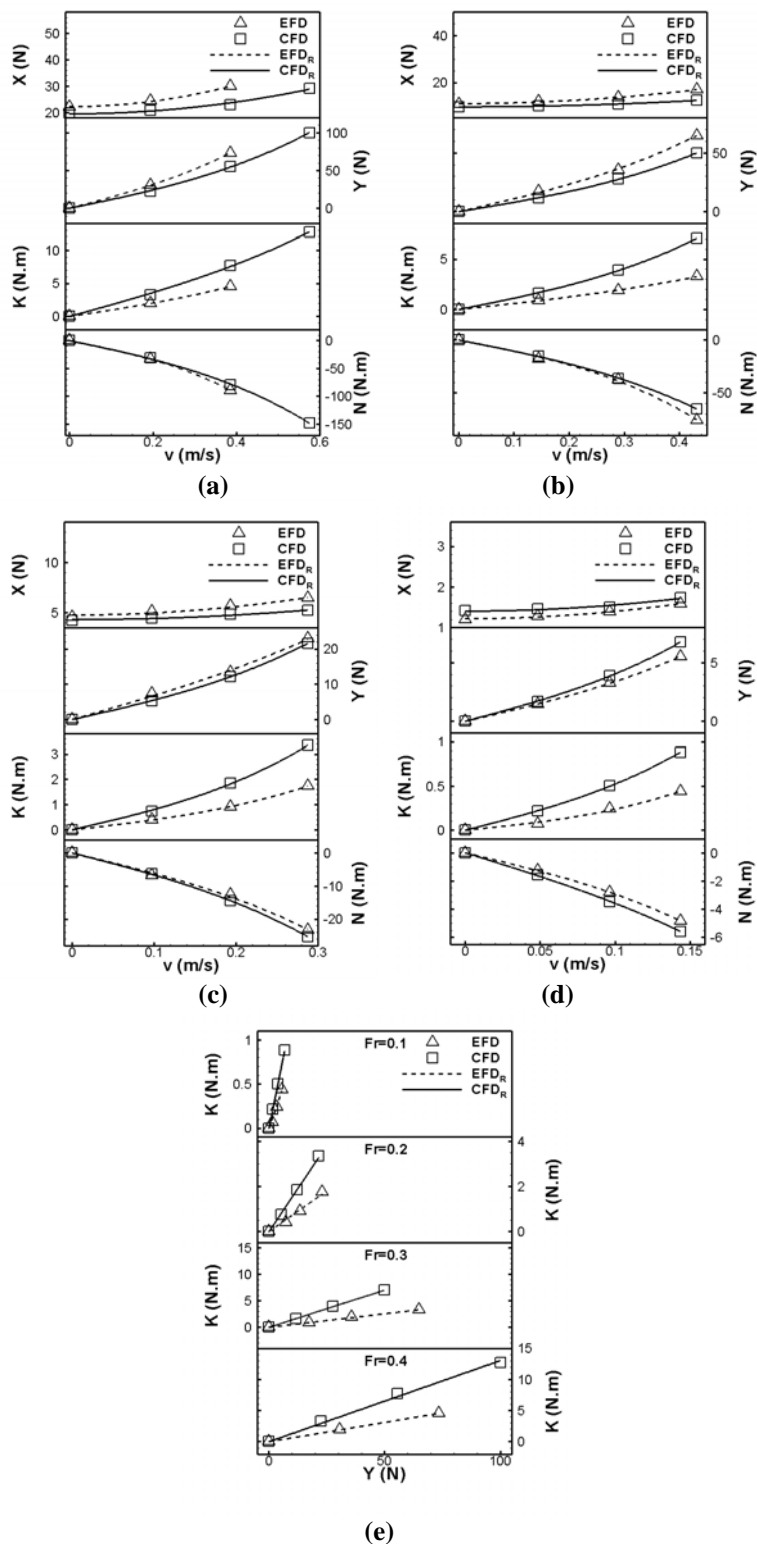 EFD
CFD
EFD_R
CFD_R
X (N)
50
40
30
20
Y (N)
100
50
0
K (N.m)
10
5
0
N (N.m)
0
-50
-100
-150
0 0.2 0.4 0.6
v (m/s)
(a)
EFD
CFD
EFD_R
CFD_R
X (N)
40
20
Y (N)
50
0
K (N.m)
5
0
N (N.m)
0
-50
0 0.1 0.2 0.3 0.4
v (m/s)
(b)
EFD
CFD
EFD_R
CFD_R
X (N)
10
5
Y (N)
20
10
0
K (N.m)
3
2
1
0
N (N.m)
0
-10
-20
0 0.1 0.2 0.3
v (m/s)
(c)
EFD
CFD
EFD_R
CFD_R
X (N)
3
2
1
Y (N)
5
0
K (N.m)
1
0.5
0
N (N.m)
0
-2
-4
-6
0 0.05 0.1 0.15
v (m/s)
(d)
Fr=0.1
EFD
CFD
EFD_R
CFD_R
K (N.m)
1
0.5
0
Fr=0.2
K (N.m)
4
2
0
Fr=0.3
K (N.m)
15
10
5
0
Fr=0.4
K (N.m)
15
10
5
0
0 50 100
Y (N)
(e)